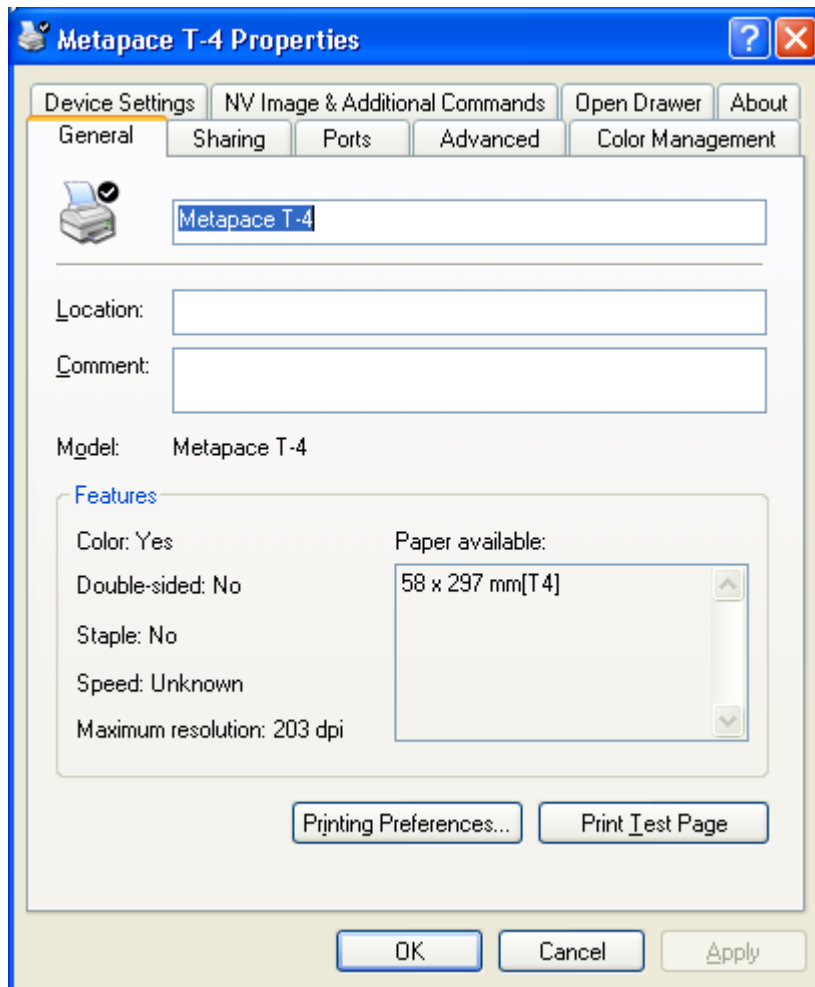 Metapace T-4 Properties
Device Settings NV Image & Additional Commands Open Drawer About
General Sharing Ports Advanced Color Management
Metapace T-4
Location:
Comment:
Model: Metapace T-4
Features
Color: Yes
Paper available:
Double-sided: No
58 x 297 mm[T4]
Staple: No
Speed: Unknown
Maximum resolution: 203 dpi
Printing Preferences... Print Test Page
OK Cancel Apply